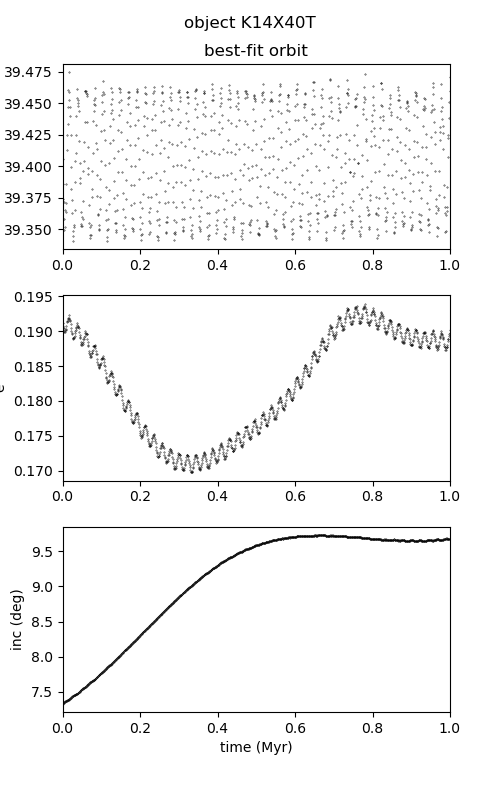 object K14X40T
best-fit orbit
39.475
39.450
39.425
39.400
39.375
39.350
0.0 0.2 0.4 0.6 0.8 1.0
0.195
0.190
0.185
0.180
0.175
0.170
e
0.0 0.2 0.4 0.6 0.8 1.0
9.5
9.0
8.5
8.0
7.5
inc (deg)
0.0 0.2 0.4 0.6 0.8 1.0
time (Myr)